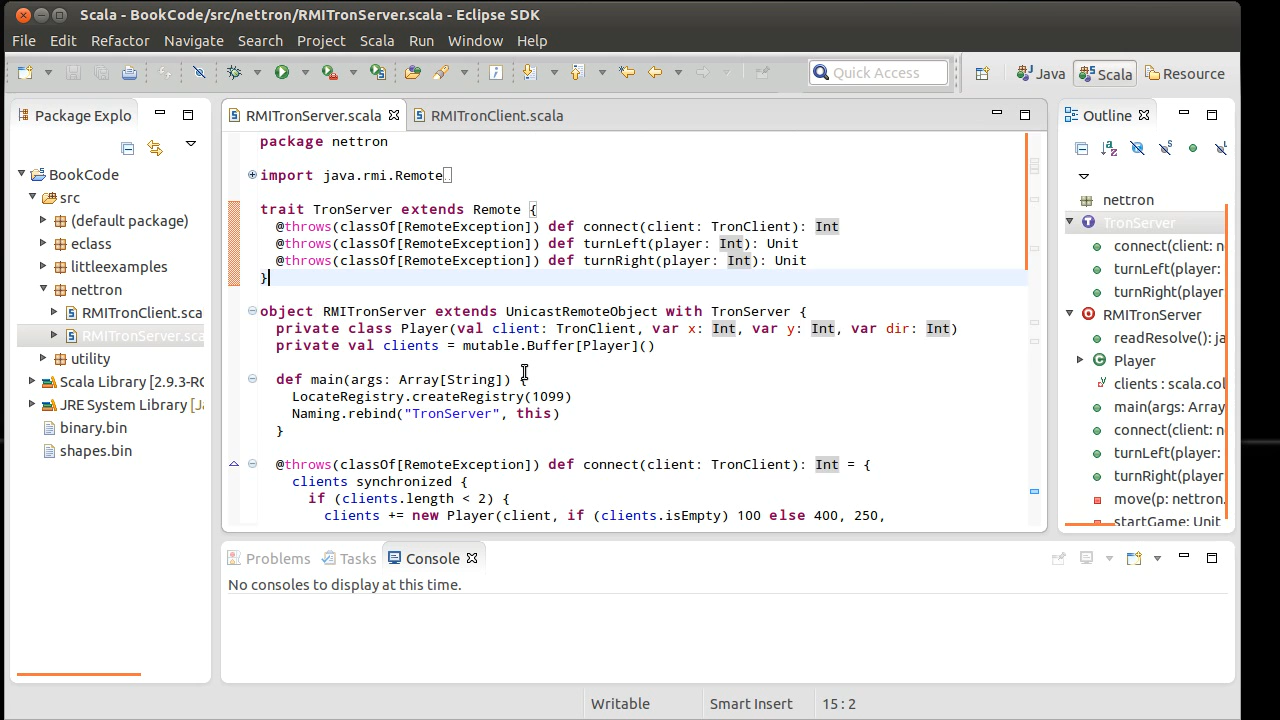 Scala - BookCode/src/nettron/RMITronServer.scala - Eclipse SDK
File Edit Refactor Navigate Search Project Scala Run Window Help
Quick Access
Java
Scala
Resource
Package Explo
BookCode
src
(default package)
eclass
littleexamples
nettron
RMITronClient.sca
RMITronServer.sc
utility
Scala Library [2.9.3-RC
JRE System Library [Ja
binary.bin
shapes.bin
RMITronServer.scala
RMITronClient.scala
package nettron
import java.rmi.Remote
trait TronServer extends Remote {
@throws(classOf[RemoteException]) def connect(client: TronClient): Int
@throws(classOf[RemoteException]) def turnLeft(player: Int): Unit
@throws(classOf[RemoteException]) def turnRight(player: Int): Unit
}
object RMITronServer extends UnicastRemoteObject with TronServer {
private class Player(val client: TronClient, var x: Int, var y: Int, var dir: Int)
private val clients = mutable.Buffer[Player]()
def main(args: Array[String]) {
LocateRegistry.createRegistry(1099)
Naming.rebind("TronServer", this)
}
@throws(classOf[RemoteException]) def connect(client: TronClient): Int = {
clients synchronized {
if (clients.length < 2) {
clients += new Player(client, if (clients.isEmpty) 100 else 400, 250,
Outline
nettron
TronServer
connect(client: n
turnLeft(player:
turnRight(player
RMITronServer
readResolve(): ja
Player
clients : scala.col
main(args: Array
connect(client: n
turnLeft(player:
turnRight(player
move(p: nettron.
startGame: Unit
Problems
Tasks
Console
No consoles to display at this time.
Writable
Smart Insert
15 : 2